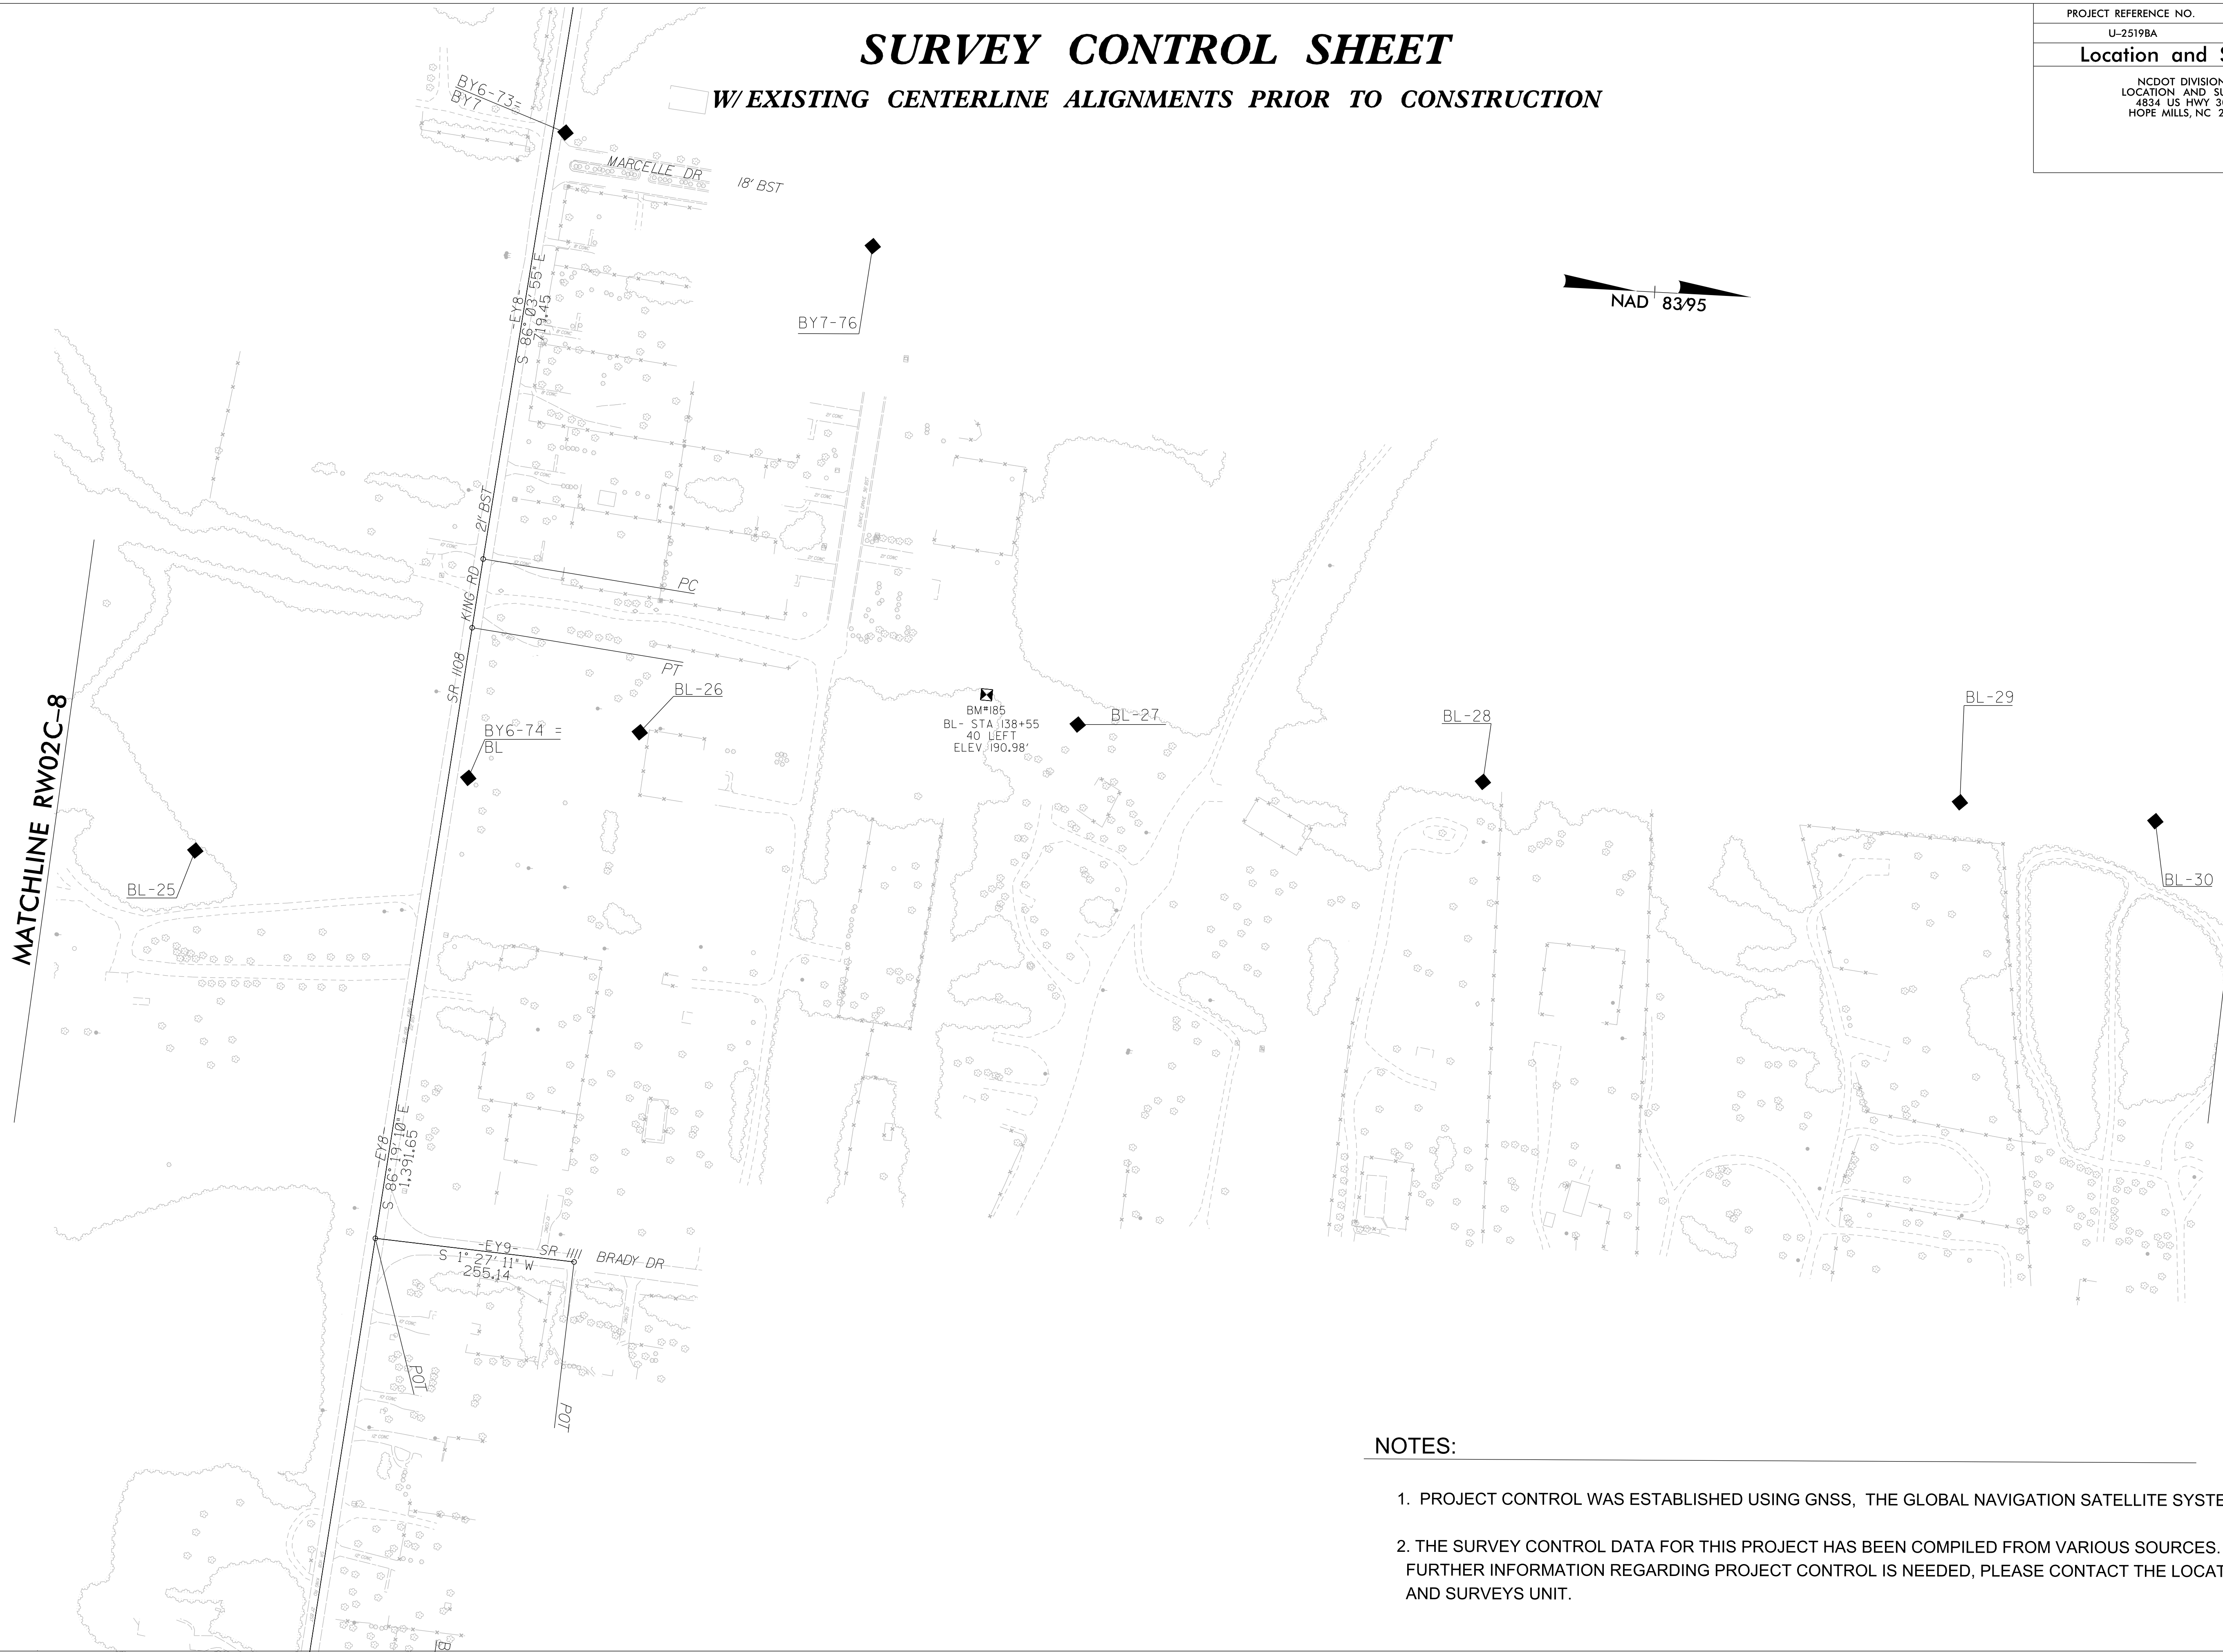 SURVEY CONTROL SHEET
W/ EXISTING CENTERLINE ALIGNMENTS PRIOR TO CONSTRUCTION
PROJECT REFERENCE NO.
U-2519BA
Location and S
NCDOT DIVISION
LOCATION AND SU
4834 US HWY 30
HOPE MILLS, NC 2
BY6-73=
BY7
MARCELLE DR
18' BST
BY7-76
NAD 83/95
-EY8-
S 86° 03' 55" E
719.45
21' BST
KING RD
SR 1108
PC
PT
MATCHLINE RW02C-8
BL-25
BY6-74 =
BL
BL-26
BM#185
BL- STA 138+55
40 LEFT
ELEV 190.98'
BL-27
BL-28
BL-29
BL-30
-EY8-
S 86° 19' 10" E
1,391.65
-EY9-
S 1° 27' 11" W
255.14
SR 1111
BRADY DR
POT
POT
NOTES:
1. PROJECT CONTROL WAS ESTABLISHED USING GNSS, THE GLOBAL NAVIGATION SATELLITE SYSTE
2. THE SURVEY CONTROL DATA FOR THIS PROJECT HAS BEEN COMPILED FROM VARIOUS SOURCES.
FURTHER INFORMATION REGARDING PROJECT CONTROL IS NEEDED, PLEASE CONTACT THE LOCAT
AND SURVEYS UNIT.